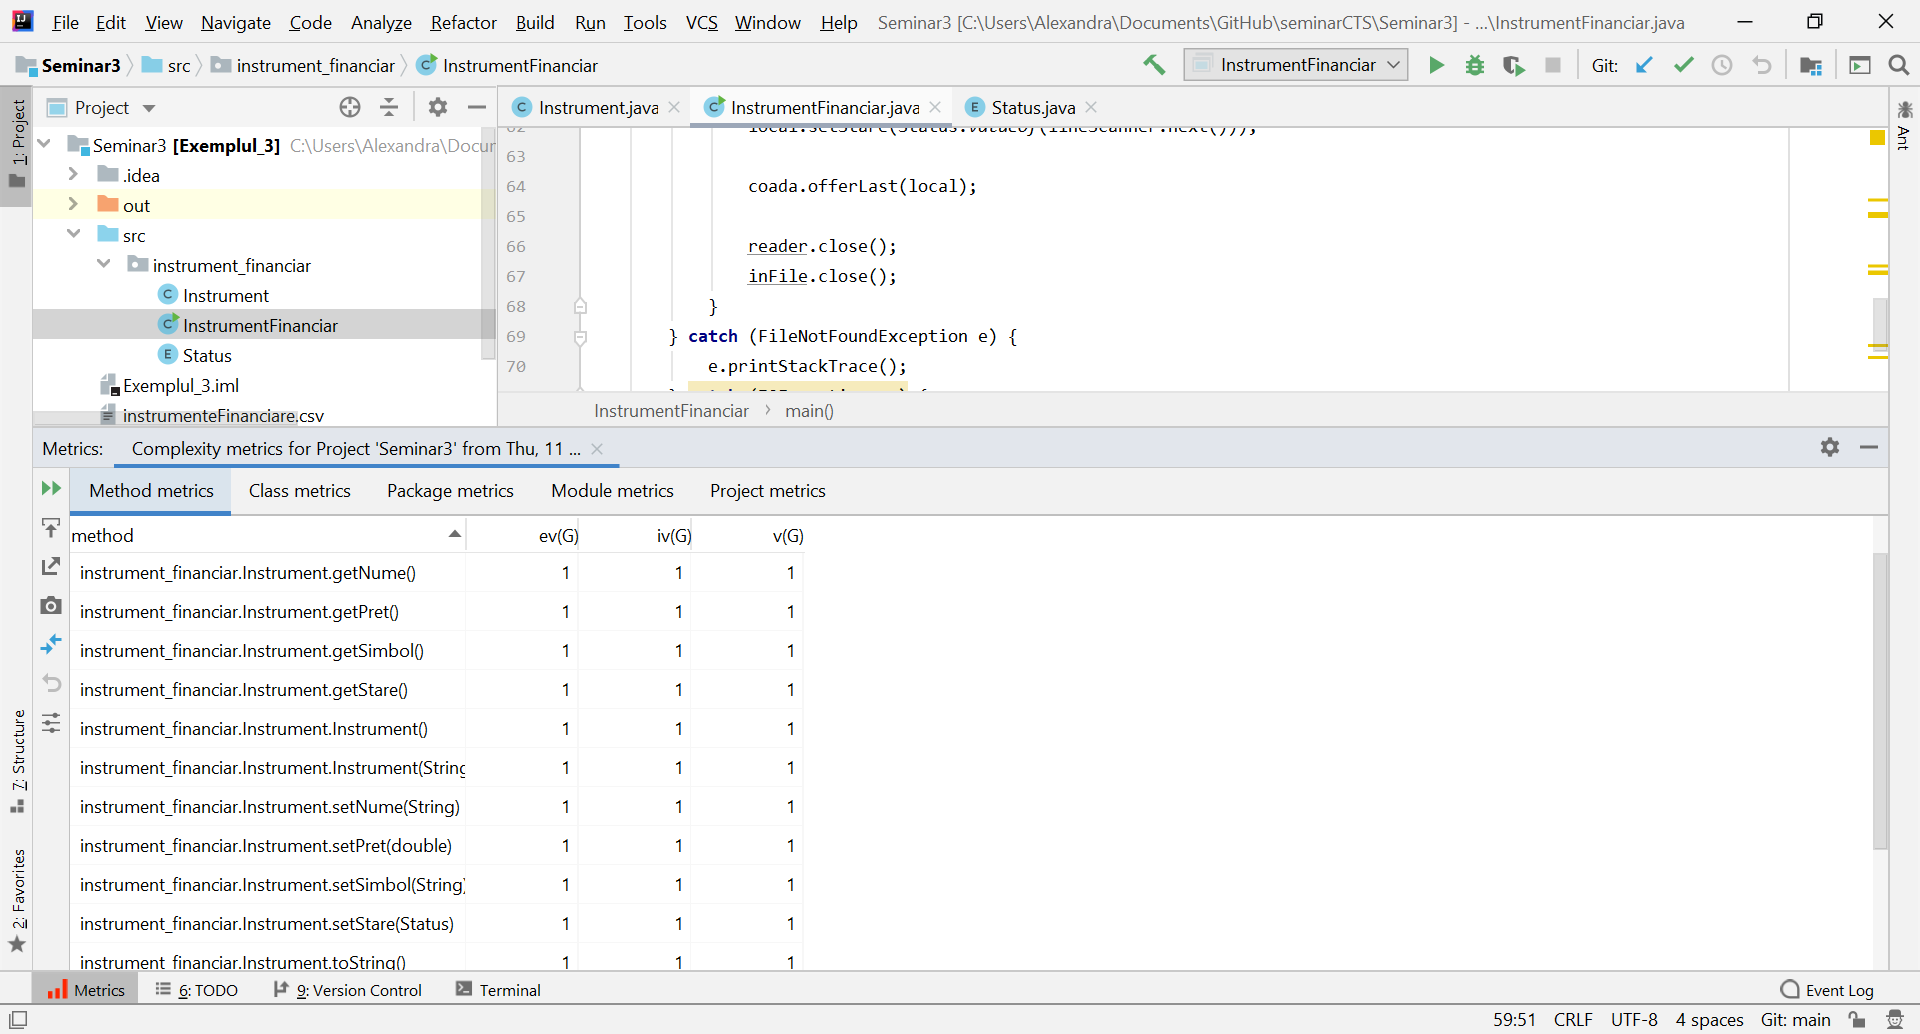 File Edit View Navigate Code Analyze Refactor Build Run Tools VCS Window Help Seminar3 [C:\Users\Alexandra\Documents\GitHub\seminarCTS\Seminar3] - ...\InstrumentFinanciar.java
Seminar3 src instrument_financiar InstrumentFinanciar InstrumentFinanciar Git:
1: Project
Project
Instrument.java InstrumentFinanciar.java Status.java
Ant
Seminar3 [Exemplul_3] C:\Users\Alexandra\Docur
.idea
out
src
instrument_financiar
Instrument
InstrumentFinanciar
Status
Exemplul_3.iml
instrumenteFinanciare.csv
62 local.setStare(Status.valueOf(lineScanner.next()));
63
64 coada.offerLast(local);
65
66 reader.close();
67 inFile.close();
68 }
69 } catch (FileNotFoundException e) {
70 e.printStackTrace();
InstrumentFinanciar main()
Metrics: Complexity metrics for Project 'Seminar3' from Thu, 11 ...
Method metrics Class metrics Package metrics Module metrics Project metrics
method ev(G) iv(G) v(G)
instrument_financiar.Instrument.getNume() 1 1 1
instrument_financiar.Instrument.getPret() 1 1 1
instrument_financiar.Instrument.getSimbol() 1 1 1
instrument_financiar.Instrument.getStare() 1 1 1
instrument_financiar.Instrument.Instrument() 1 1 1
instrument_financiar.Instrument.Instrument(String 1 1 1
instrument_financiar.Instrument.setNume(String) 1 1 1
instrument_financiar.Instrument.setPret(double) 1 1 1
instrument_financiar.Instrument.setSimbol(String) 1 1 1
instrument_financiar.Instrument.setStare(Status) 1 1 1
instrument_financiar.Instrument.toString() 1 1 1
7: Structure
2: Favorites
Metrics 6: TODO 9: Version Control Terminal Event Log
59:51 CRLF UTF-8 4 spaces Git: main